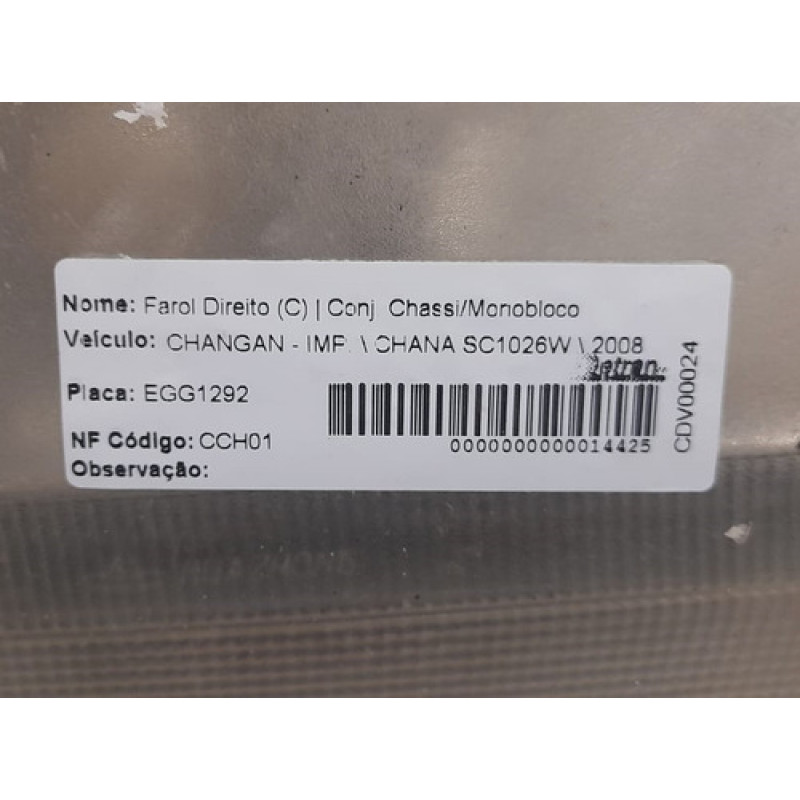 Nome: Farol Direito (C) | Conj. Chassi/Monobloco
Veículo: CHANGAN - IMP. \ CHANA SC1026W \ 2008
Placa: EGG1292
NF Código: CCH01
Observação:
0000000000014425
CDV00024